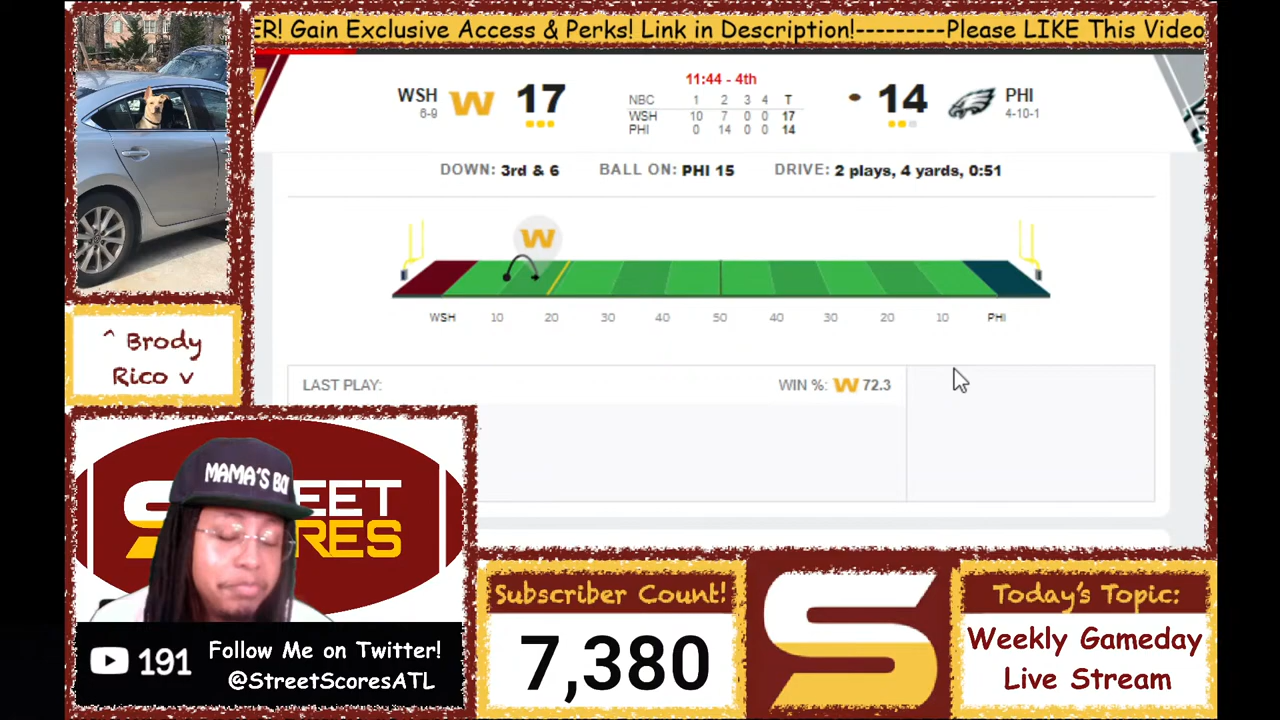 ER! Gain Exclusive Access & Perks! Link in Description!---------Please LIKE This Video
WSH
6-9
W
17
11:44 - 4th
NBC 1 2 3 4 T
WSH 10 7 0 0 17
PHI 0 14 0 0 14
14
PHI
4-10-1
DOWN: 3rd & 6 BALL ON: PHI 15 DRIVE: 2 plays, 4 yards, 0:51
W
WSH 10 20 30 40 50 40 30 20 10 PHI
LAST PLAY: WIN %: W 72.3
^ Brody
Rico v
MAMA'S BO
EET
RES
191
Follow Me on Twitter!
@StreetScoresATL
Subscriber Count!
7,380
S
Today's Topic:
Weekly Gameday
Live Stream